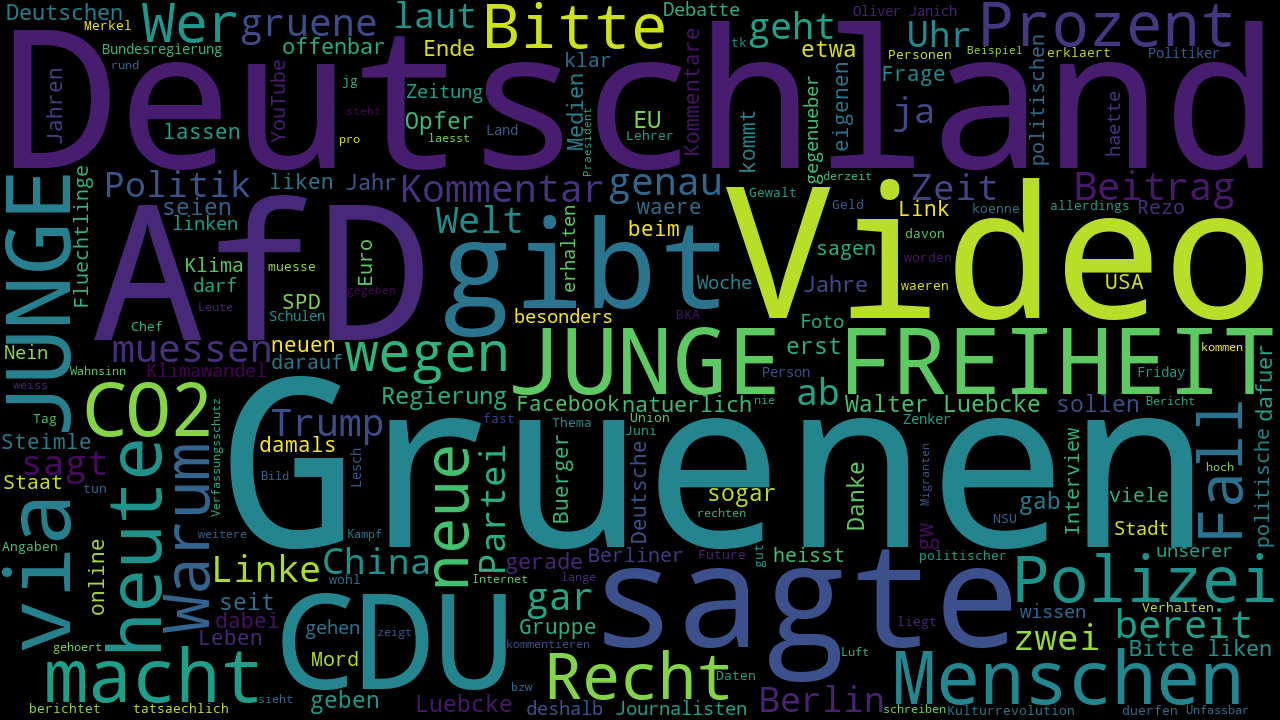 Deutschen
Merkel
Wer
gruene
laut
Bitte
Debatte
geht
Oliver Janich
Uhr
Prozent
Bundesregierung
rund
offenbar
Ende
klar
tk
etwa
Personen
Beispiel
erklaert
Politiker
Deutschland
Jahren
YouTube
jg
Zeitung
Medien
Kommentare
Frage
eigenen
politischen
haette
lassen
steht
pro
Opfer
laesst
Land
Praesident
EU
Lehrer
kommt
gegenueber
ja
JUNGE
Fluechtlinge
Politik
seien
linken
liken
Jahr
Kommentar
genau
waere
Gewalt
derzeit
Geld
Zeit
Link
koenne
Beitrag
allerdings
Rezo
AfD
Welt
gibt
erhalten
beim
Video
sagen
davon
worden
Klima
darf
muesse
Euro
gegeben
Leute
SPD
Schulen
besonders
BKA
Woche
Jahre
waeren
USA
Chef
Foto
Nein
muessen
neuen
darauf
wegen
JUNGE FREIHEIT
erst
kommen
Wahnsinn
Klimawandel
weiss
Person
Friday
Tag
CO2
Regierung
Facebook
natuerlich
nie
ab
Walter Luebcke
sollen
Bericht
dafuer
Steimle
Trump
fast
Thema
Union
Juni
Zenker
Verfassungsschutz
damals
Gruenen
sagt
Staat
tun
heute
Warum
Bild
Lesch
neue
Partei
Buerger
Deutsche
sogar
rechten
Danke
Migranten
hoch
NSU
gab
Interview
viele
Stadt
Fall
politische
via
Angaben
online
weitere
Kampf
Linke
China
wohl
Internet
gerade
lange
Berliner
Future
gut
heisst
gw
politischer
unserer
Polizei
seit
dabei
Leben
gehen
zeigt
CDU
gar
Gruppe
sagte
liegt
wissen
Verhalten
zwei
bereit
gehoert
Mord
kommentieren
Luft
Bitte liken
macht
sieht
geben
Luebcke
bzw
Recht
Daten
Menschen
berichtet
tatsaechlich
deshalb
Journalisten
Berlin
schreiben
Kulturrevolution
duerfen
Unfassbar